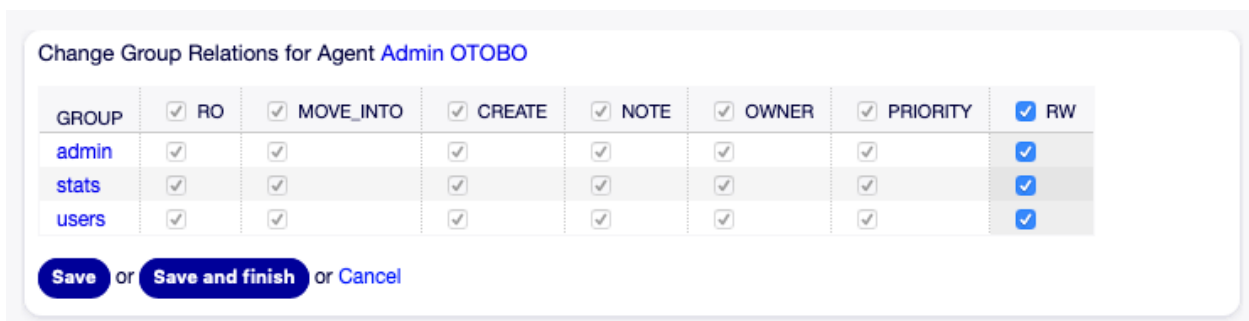 Change Group Relations for Agent Admin OTOBO
GROUP RO MOVE_INTO CREATE NOTE OWNER PRIORITY RW
admin
stats
users
Save or Save and finish or Cancel